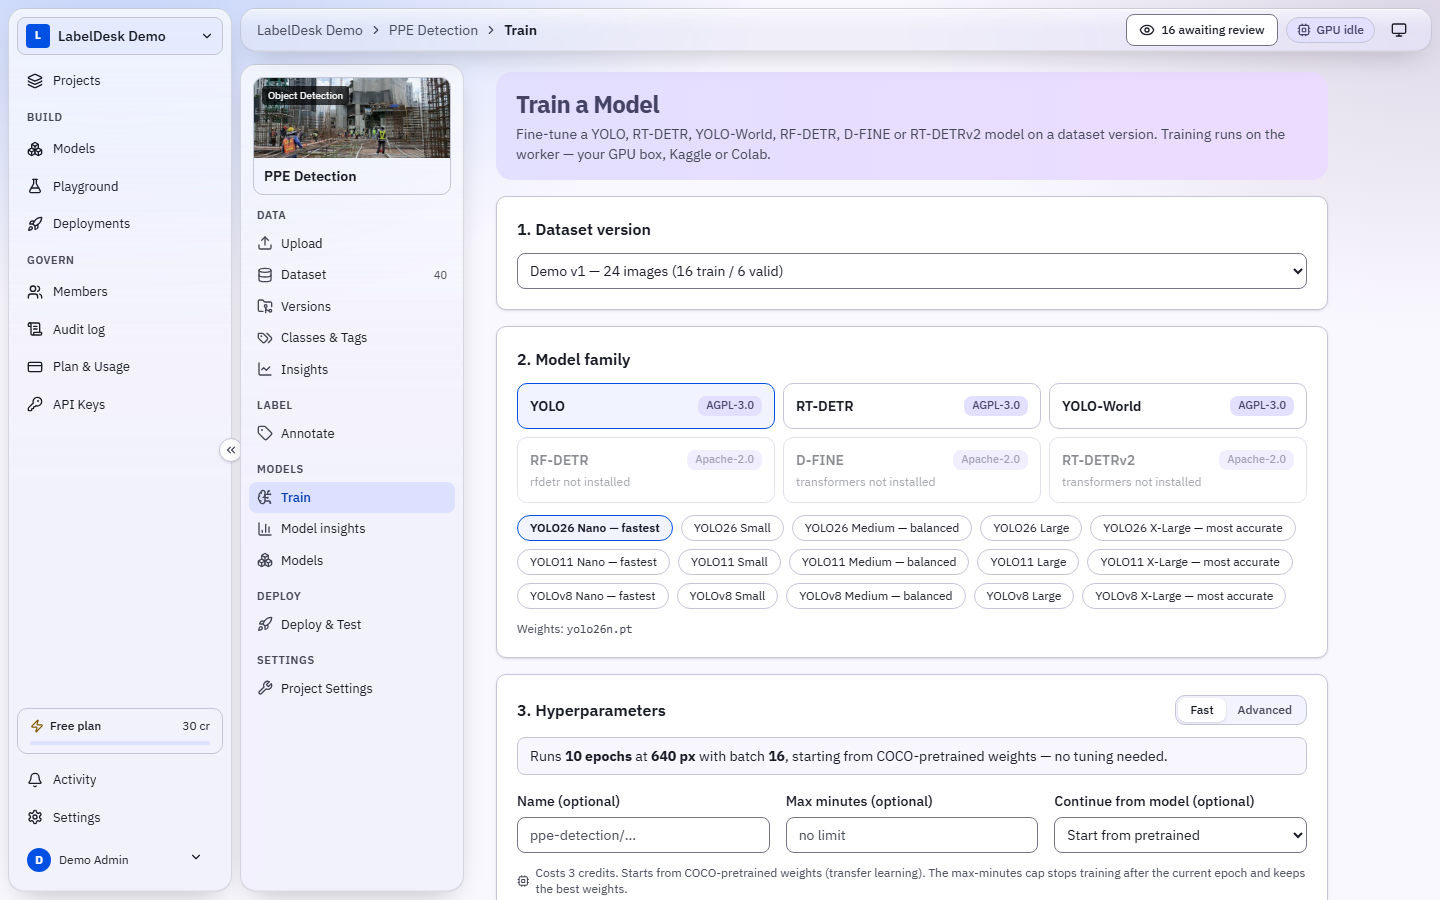 L LabelDesk Demo
Projects
BUILD
Models
Playground
Deployments
GOVERN
Members
Audit log
Plan & Usage
API Keys
Free plan 30 cr
Activity
Settings
D Demo Admin
LabelDesk Demo > PPE Detection > Train
16 awaiting review
GPU idle
Object Detection
PPE Detection
DATA
Upload
Dataset 40
Versions
Classes & Tags
Insights
LABEL
Annotate
MODELS
Train
Model insights
Models
DEPLOY
Deploy & Test
SETTINGS
Project Settings
Train a Model
Fine-tune a YOLO, RT-DETR, YOLO-World, RF-DETR, D-FINE or RT-DETRv2 model on a dataset version. Training runs on the
worker — your GPU box, Kaggle or Colab.
1. Dataset version
Demo v1 — 24 images (16 train / 6 valid)
2. Model family
YOLO AGPL-3.0
RT-DETR AGPL-3.0
YOLO-World AGPL-3.0
RF-DETR Apache-2.0
rfdetr not installed
D-FINE Apache-2.0
transformers not installed
RT-DETRv2 Apache-2.0
transformers not installed
YOLO26 Nano — fastest YOLO26 Small YOLO26 Medium — balanced YOLO26 Large YOLO26 X-Large — most accurate
YOLO11 Nano — fastest YOLO11 Small YOLO11 Medium — balanced YOLO11 Large YOLO11 X-Large — most accurate
YOLOv8 Nano — fastest YOLOv8 Small YOLOv8 Medium — balanced YOLOv8 Large YOLOv8 X-Large — most accurate
Weights: yolo26n.pt
3. Hyperparameters
Fast Advanced
Runs 10 epochs at 640 px with batch 16, starting from COCO-pretrained weights — no tuning needed.
Name (optional) Max minutes (optional) Continue from model (optional)
ppe-detection/... no limit Start from pretrained
Costs 3 credits. Starts from COCO-pretrained weights (transfer learning). The max-minutes cap stops training after the current epoch and keeps
the best weights.